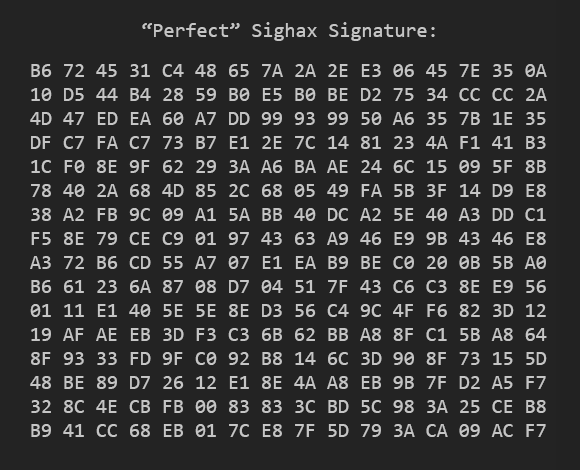 “Perfect” Sighax Signature:
B6 72 45 31 C4 48 65 7A 2A 2E E3 06 45 7E 35 0A
10 D5 44 B4 28 59 B0 E5 B0 BE D2 75 34 CC CC 2A
4D 47 ED EA 60 A7 DD 99 93 99 50 A6 35 7B 1E 35
DF C7 FA C7 73 B7 E1 2E 7C 14 81 23 4A F1 41 B3
1C F0 8E 9F 62 29 3A A6 BA AE 24 6C 15 09 5F 8B
78 40 2A 68 4D 85 2C 68 05 49 FA 5B 3F 14 D9 E8
38 A2 FB 9C 09 A1 5A BB 40 DC A2 5E 40 A3 DD C1
F5 8E 79 CE C9 01 97 43 63 A9 46 E9 9B 43 46 E8
A3 72 B6 CD 55 A7 07 E1 EA B9 BE C0 20 0B 5B A0
B6 61 23 6A 87 08 D7 04 51 7F 43 C6 C3 8E E9 56
01 11 E1 40 5E 5E 8E D3 56 C4 9C 4F F6 82 3D 12
19 AF AE EB 3D F3 C3 6B 62 BB A8 8F C1 5B A8 64
8F 93 33 FD 9F C0 92 B8 14 6C 3D 90 8F 73 15 5D
48 BE 89 D7 26 12 E1 8E 4A A8 EB 9B 7F D2 A5 F7
32 8C 4E CB FB 00 83 83 3C BD 5C 98 3A 25 CE B8
B9 41 CC 68 EB 01 7C E8 7F 5D 79 3A CA 09 AC F7